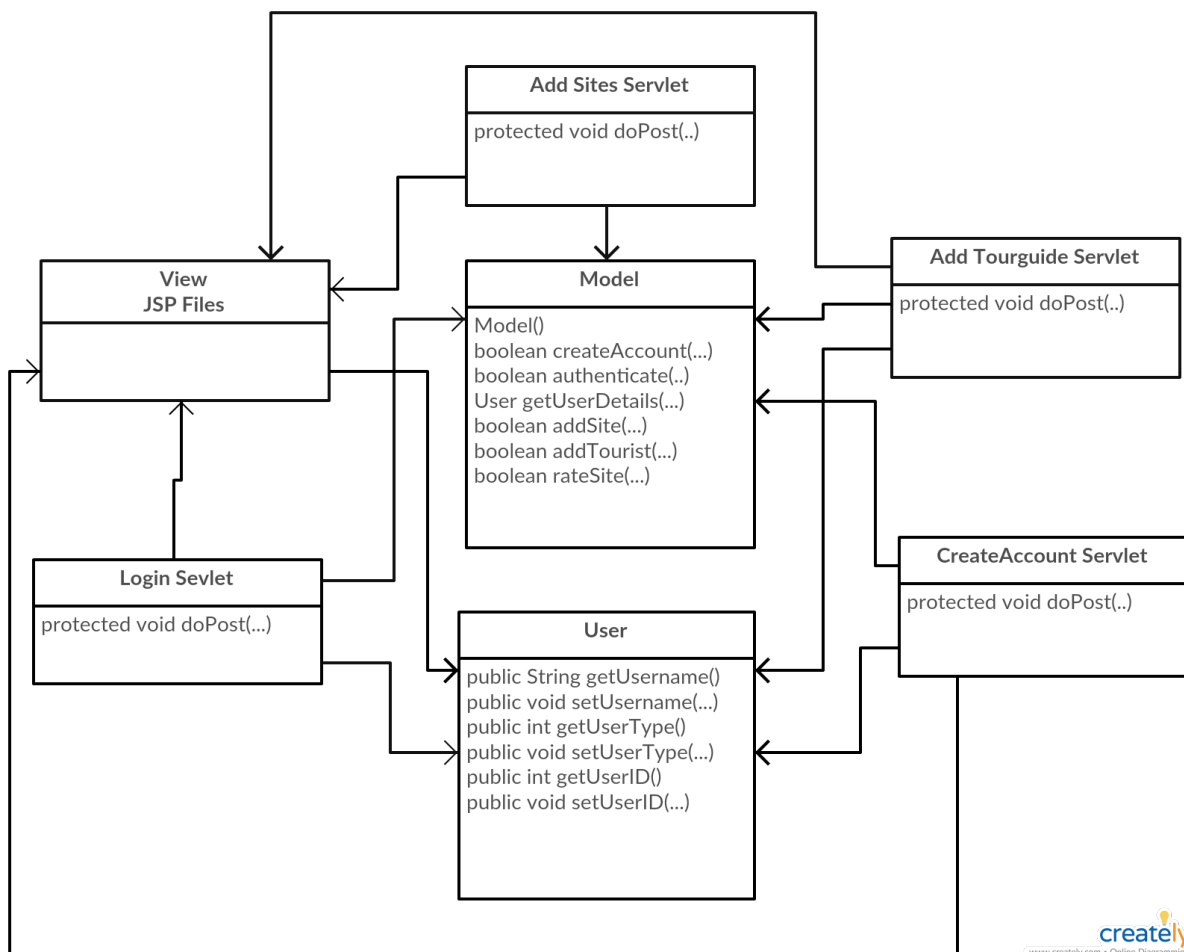 Add Sites Servlet
protected void doPost(..)
Add Tourguide Servlet
protected void doPost(..)
View
JSP Files
Model
Model()
boolean createAccount(...)
boolean authenticate(..)
User getUserDetails(...)
boolean addSite(...)
boolean addTourist(...)
boolean rateSite(...)
CreateAccount Servlet
protected void doPost(..)
Login Sevlet
protected void doPost(...)
User
public String getUsername()
public void setUsername(...)
public int getUserType()
public void setUserType(...)
public int getUserID()
public void setUserID(...)
creately